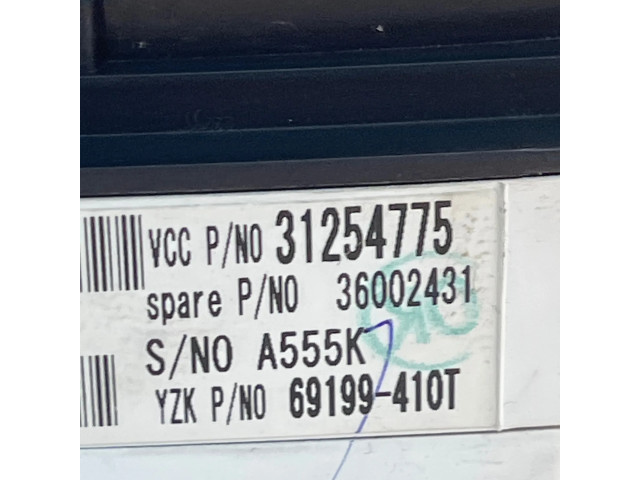 VCC P/NO 31254775
spare P/NO 36002431
S/NO A555K
YZK P/NO 69199-410T